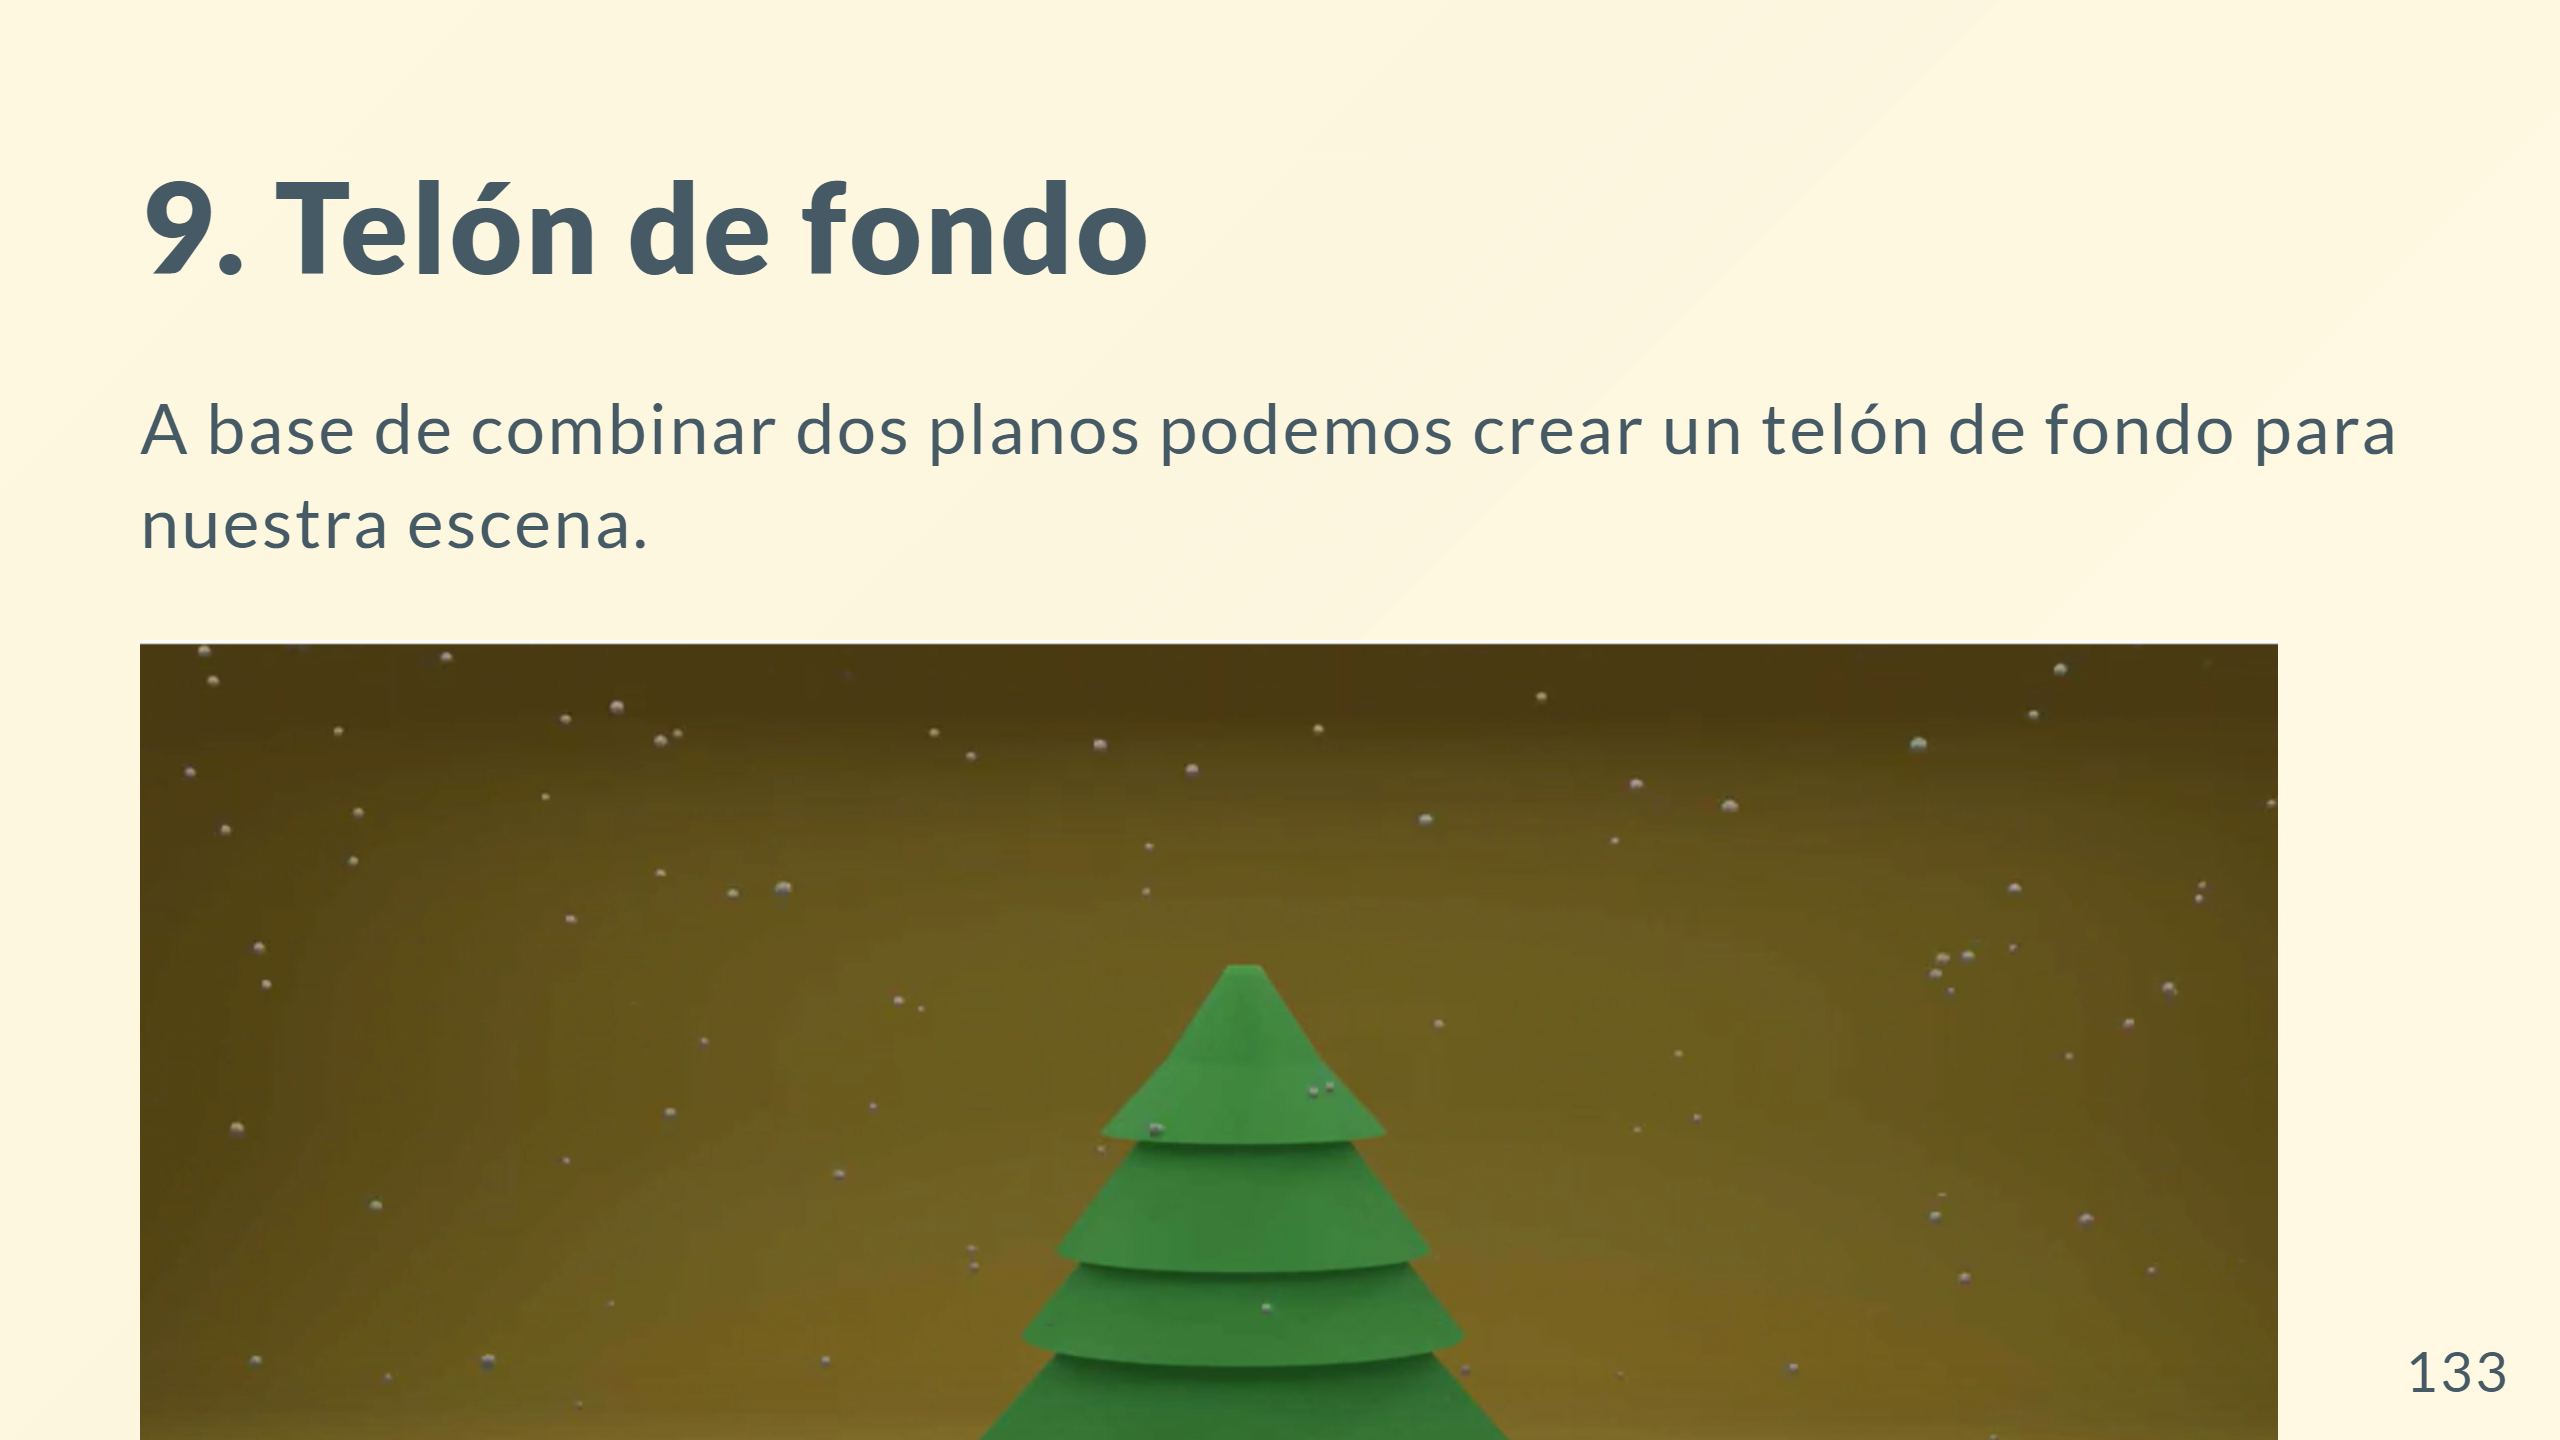 9. Telón de fondo
A base de combinar dos planos podemos crear un telón de fondo para
nuestra escena.
133